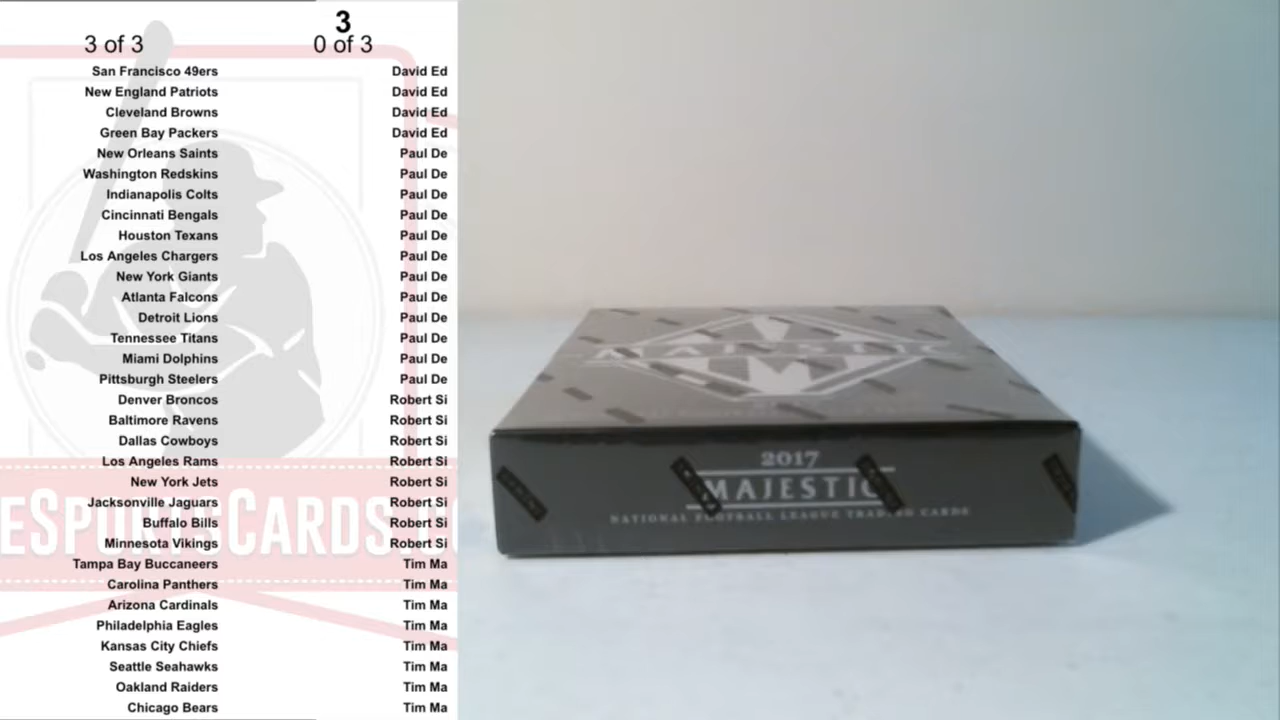 3
3 of 3 0 of 3
San Francisco 49ers David Ed
New England Patriots David Ed
Cleveland Browns David Ed
Green Bay Packers David Ed
New Orleans Saints Paul De
Washington Redskins Paul De
Indianapolis Colts Paul De
Cincinnati Bengals Paul De
Houston Texans Paul De
Los Angeles Chargers Paul De
New York Giants Paul De
Atlanta Falcons Paul De
Detroit Lions Paul De
Tennessee Titans Paul De
Miami Dolphins Paul De
Pittsburgh Steelers Paul De
Denver Broncos Robert Si
Baltimore Ravens Robert Si
Dallas Cowboys Robert Si
Los Angeles Rams Robert Si
New York Jets Robert Si
Jacksonville Jaguars Robert Si
Buffalo Bills Robert Si
Minnesota Vikings Robert Si
Tampa Bay Buccaneers Tim Ma
Carolina Panthers Tim Ma
Arizona Cardinals Tim Ma
Philadelphia Eagles Tim Ma
Kansas City Chiefs Tim Ma
Seattle Seahawks Tim Ma
Oakland Raiders Tim Ma
Chicago Bears Tim Ma
ESPORTSCARDS.
MAJESTIC
2017
MAJESTIC
NATIONAL FOOTBALL LEAGUE TRADING CARDS